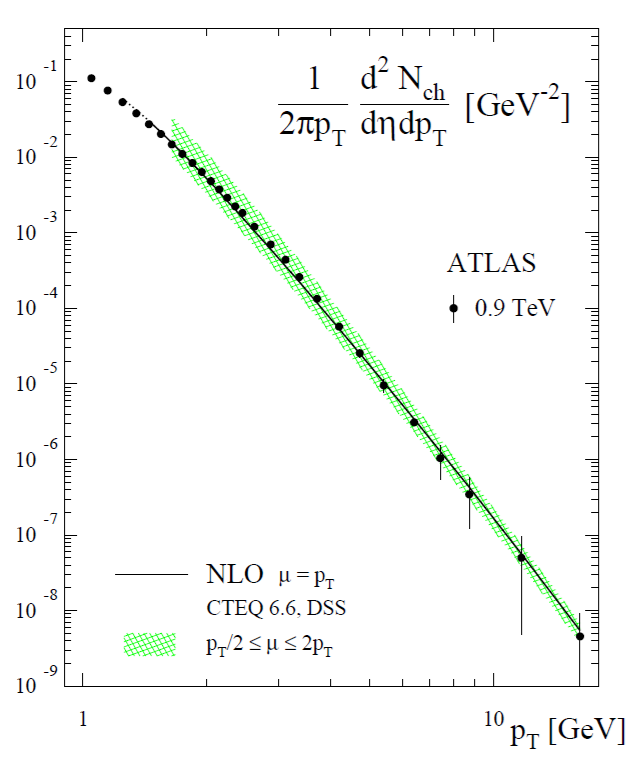 1 d² N_ch
2πp_T dηdp_T [GeV⁻²]
10⁻¹
10⁻²
10⁻³
10⁻⁴
10⁻⁵
10⁻⁶
10⁻⁷
10⁻⁸
10⁻⁹
ATLAS
0.9 TeV
NLO μ = p_T
CTEQ 6.6, DSS
p_T/2 ≤ μ ≤ 2p_T
1 10
p_T [GeV]